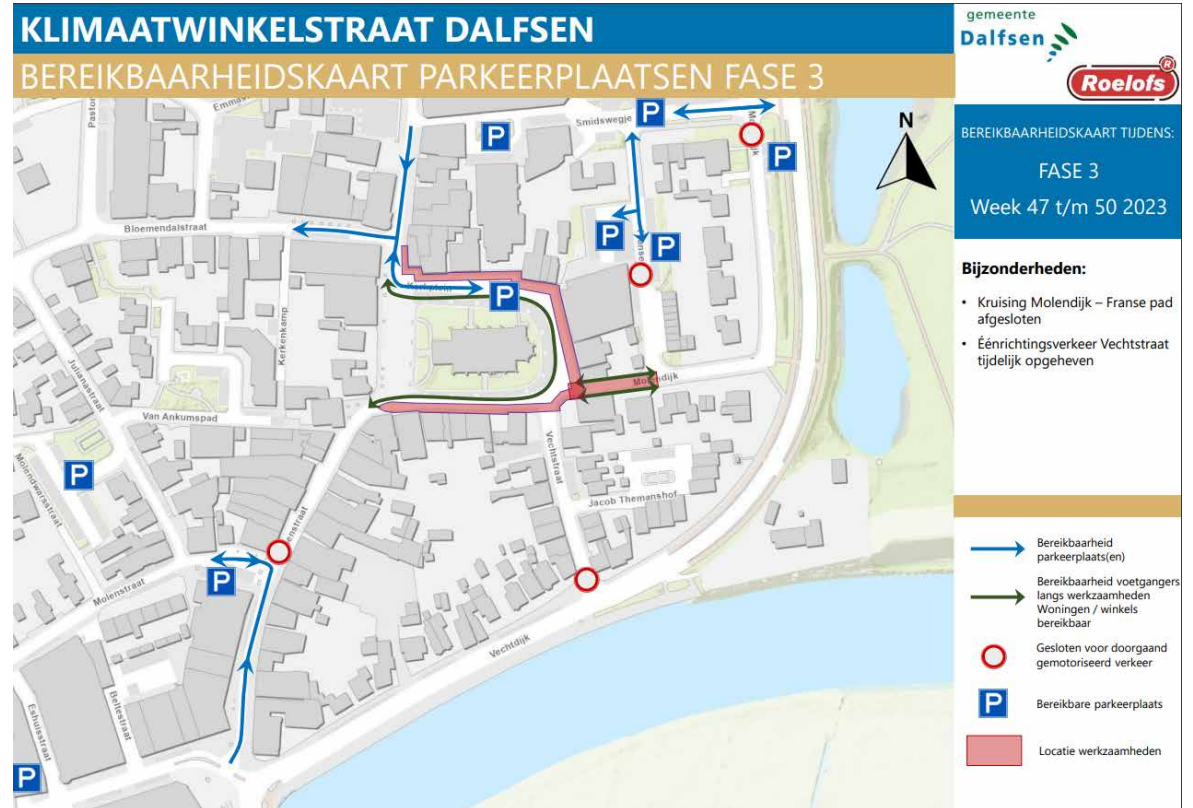 KLIMAATWINKELSTRAAT DALFSEN
BEREIKBAARHEIDSKAART PARKEERPLAATSEN FASE 3
gemeente
Dalfsen
Roelofs
R
BEREIKBAARHEIDSKAART TIJDENS:
FASE 3
Week 47 t/m 50 2023
Bijzonderheden:
• Kruising Molendijk – Franse pad
afgesloten
• Éénrichtingsverkeer Vechtstraat
tijdelijk opgeheven
Bereikbaarheid
parkeerplaats(en)
Bereikbaarheid voetgangers
langs werkzaamheden
Woningen / winkels
bereikbaar
Gesloten voor doorgaand
gemotoriseerd verkeer
P
Bereikbare parkeerplaats
Locatie werkzaamheden
N
P
P
Smidswegje
P
Bloemendalstraat
P
P
Kerkplein
P
Kerkenkamp
Julianastraat
Molendijk
Van Ankumspad
Vechtstraat
P
Molendwarsstraat
Jacob Themanshof
P
Molenstraat
Vechtdijk
Bellestraat
Eshuisstraat
P